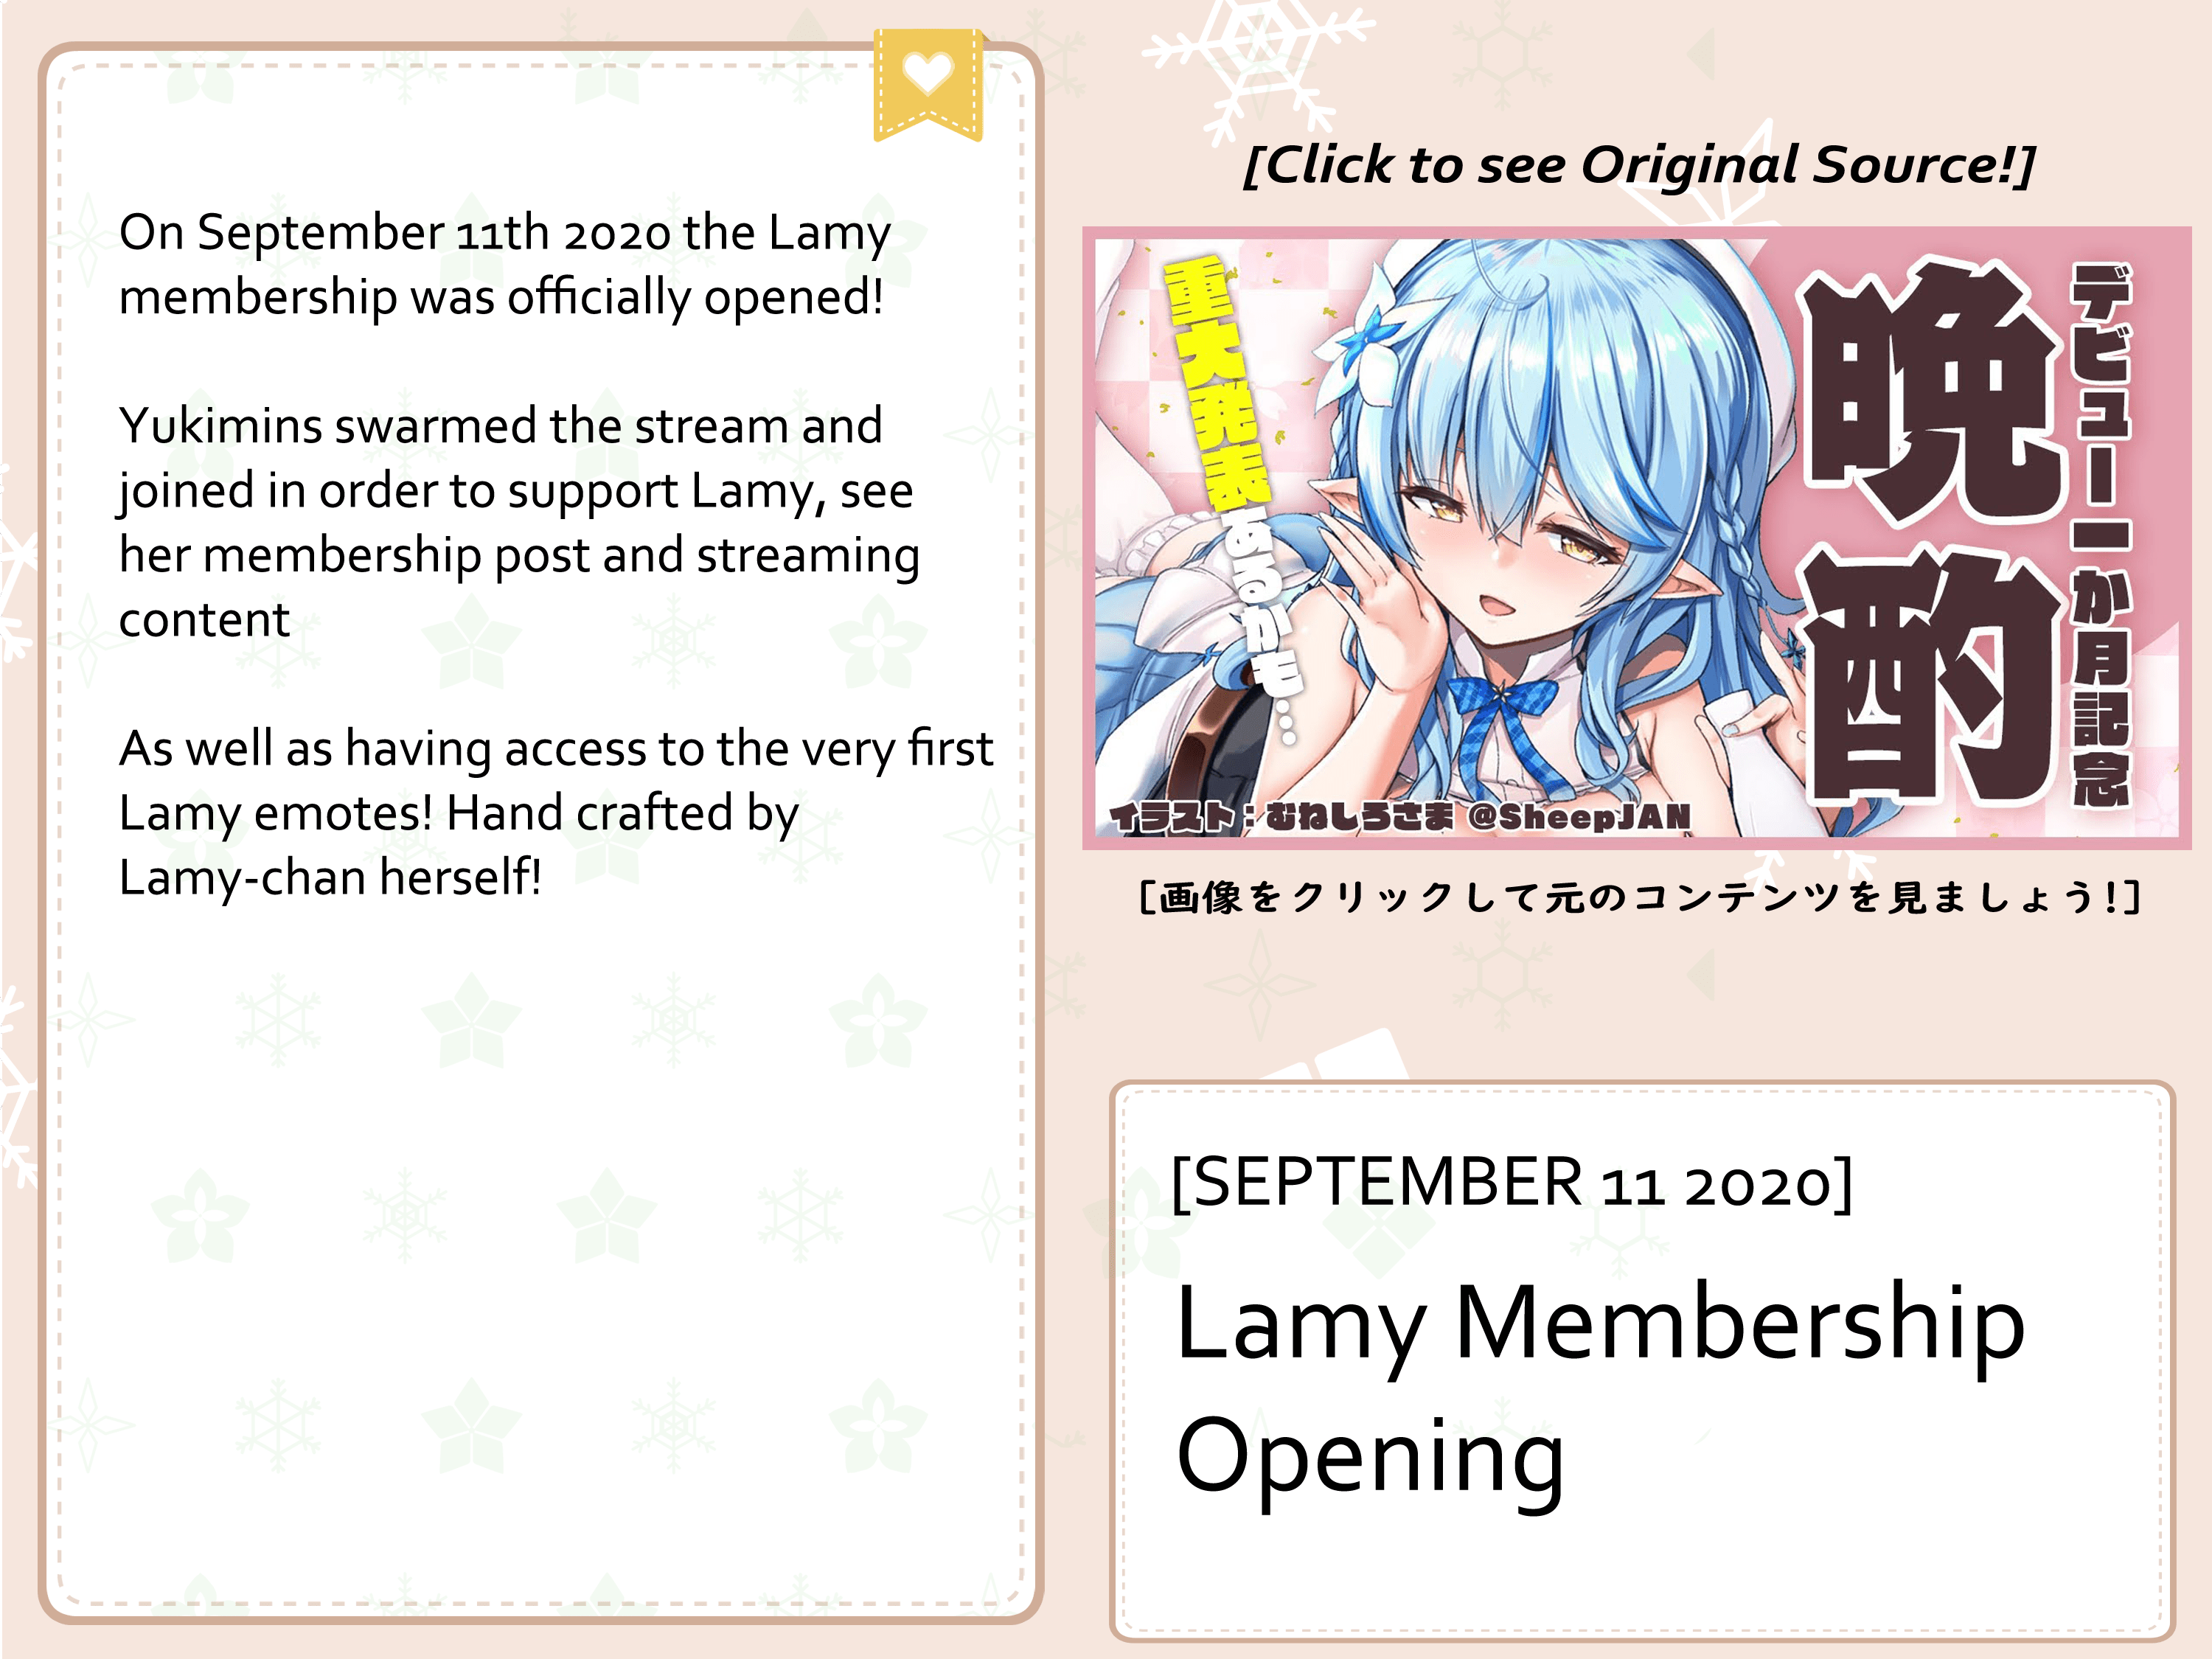 On September 11th 2020 the Lamy
membership was officially opened!
Yukimins swarmed the stream and
joined in order to support Lamy, see
her membership post and streaming
content
As well as having access to the very first
Lamy emotes! Hand crafted by
Lamy-chan herself!
[Click to see Original Source!]
デビュー一か月記念
晩酌
重大発表あるかも…
イラスト：むねしろさま @SheepJAN
[画像をクリックして元のコンテンツを見ましょう!]
[SEPTEMBER 11 2020]
Lamy Membership
Opening